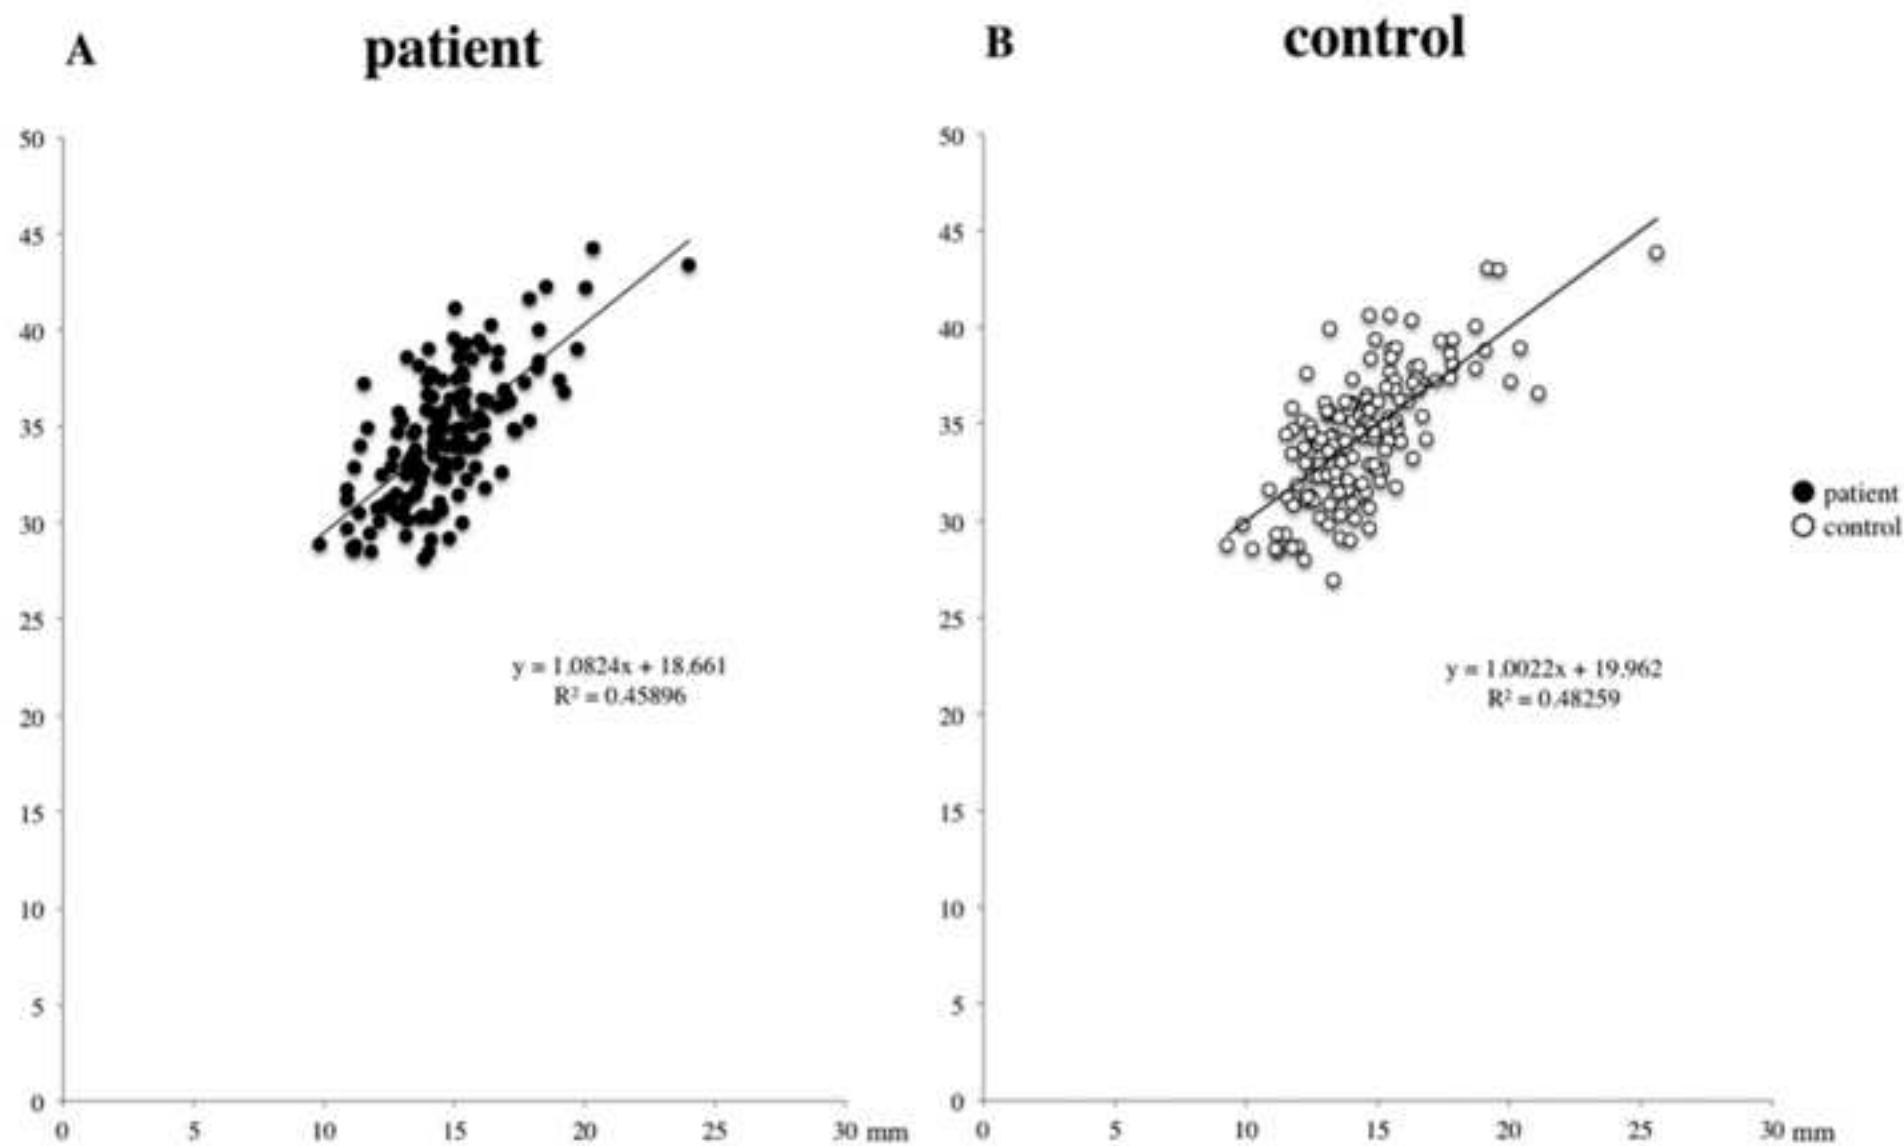 A patient
50
45
40
35
30
25
20
15
10
5
0
y = 1.0824x + 18.661
R² = 0.45896
0 5 10 15 20 25 30 mm
B control
50
45
40
35
30
25
20
15
10
5
0
y = 1.0022x + 19.962
R² = 0.48259
0 5 10 15 20 25 30 mm
patient
control